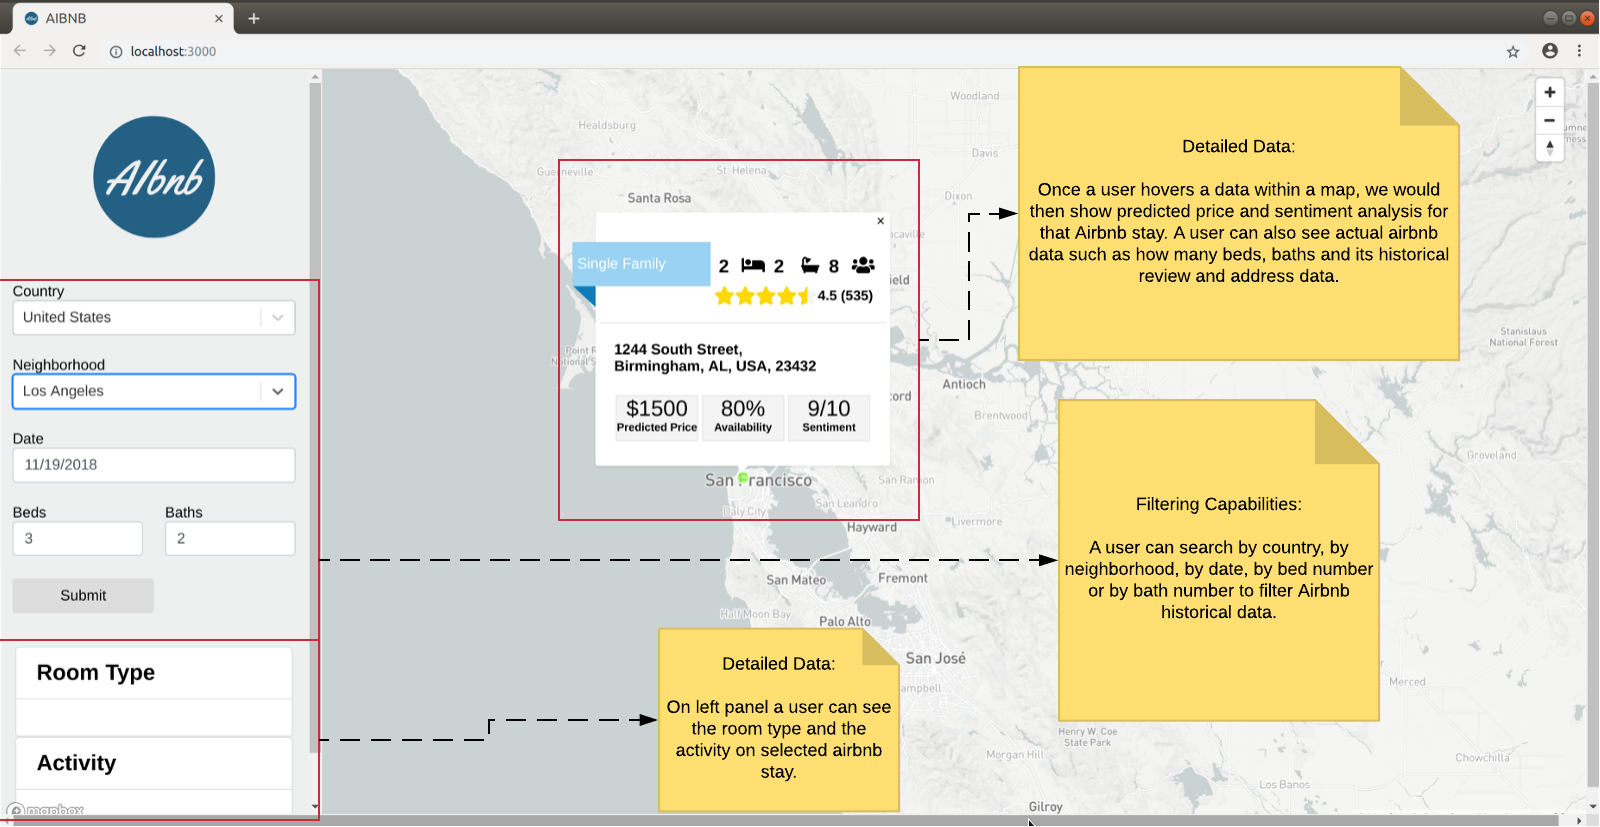 AIBNB
localhost:3000
AIbnb
Country
United States
Neighborhood
Los Angeles
Date
11/19/2018
Beds
Baths
3
2
Submit
Room Type
Activity
mapbox
Woodland
Healdsburg
Davis
Guerneville
St. Helena
Dixon
Santa Rosa
Single Family
2 2 8
4.5 (535)
1244 South Street,
Birmingham, AL, USA, 23432
$1500
Predicted Price
80%
Availability
9/10
Sentiment
Antioch
Brentwood
Stanislaus
National Forest
Groveland
San Francisco
San Ramon
Daly City
San Leandro
Hayward
Livermore
San Mateo
Fremont
Half Moon Bay
Palo Alto
San José
Merced
Henry W. Coe
State Park
Morgan Hill
Chowchilla
Los Banos
Gilroy
Detailed Data:
Once a user hovers a data within a map, we would
then show predicted price and sentiment analysis for
that Airbnb stay. A user can also see actual airbnb
data such as how many beds, baths and its historical
review and address data.
Filtering Capabilities:
A user can search by country, by
neighborhood, by date, by bed number
or by bath number to filter Airbnb
historical data.
Detailed Data:
On left panel a user can see
the room type and the
activity on selected airbnb
stay.